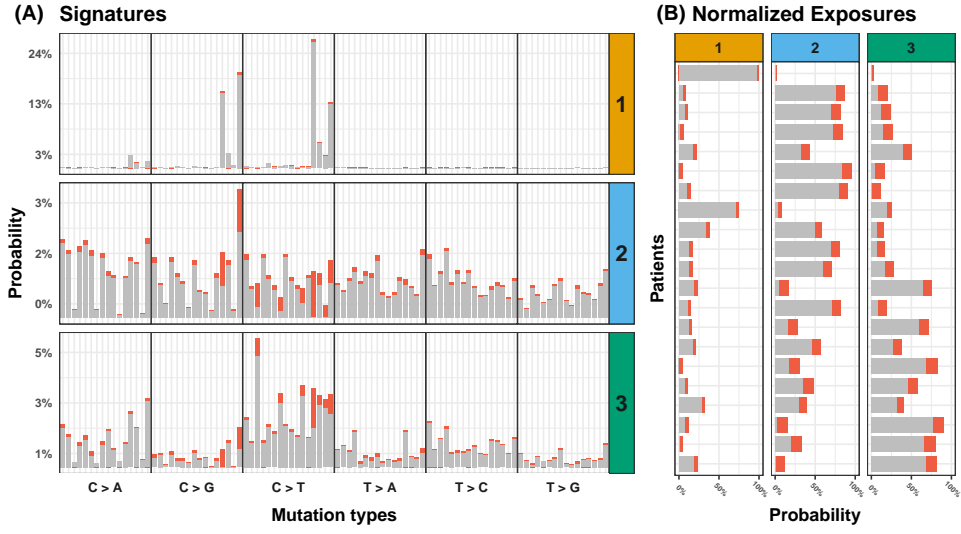 (A) Signatures
24%
13%
3%
1
3%
2%
0%
2
5%
3%
1%
3
Probability
C > A
C > G
C > T
T > A
T > C
T > G
Mutation types
(B) Normalized Exposures
1
2
3
Patients
0%
50%
100%
0%
50%
100%
0%
50%
100%
Probability